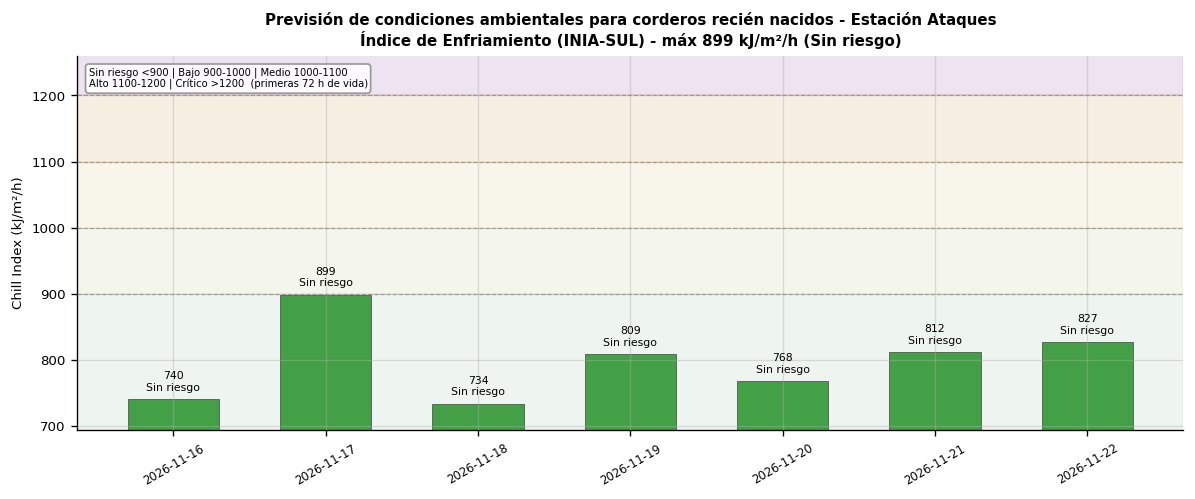 Previsión de condiciones ambientales para corderos recién nacidos - Estación Ataques
Índice de Enfriamiento (INIA-SUL) - máx 899 kJ/m²/h (Sin riesgo)
Sin riesgo <900 | Bajo 900-1000 | Medio 1000-1100
Alto 1100-1200 | Crítico >1200  (primeras 72 h de vida)
Chill Index (kJ/m²/h)
1200
1100
1000
900
800
700
740
Sin riesgo
899
Sin riesgo
734
Sin riesgo
809
Sin riesgo
768
Sin riesgo
812
Sin riesgo
827
Sin riesgo
2026-11-16
2026-11-17
2026-11-18
2026-11-19
2026-11-20
2026-11-21
2026-11-22